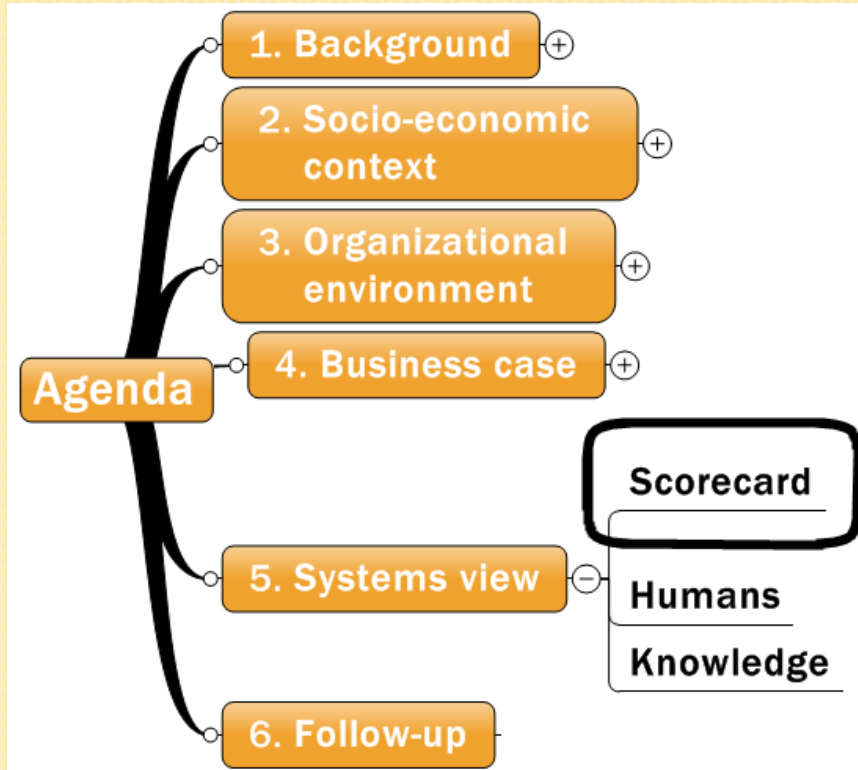 1. Background
2. Socio-economic
context
3. Organizational
environment
4. Business case
Agenda
Scorecard
5. Systems view
Humans
Knowledge
6. Follow-up